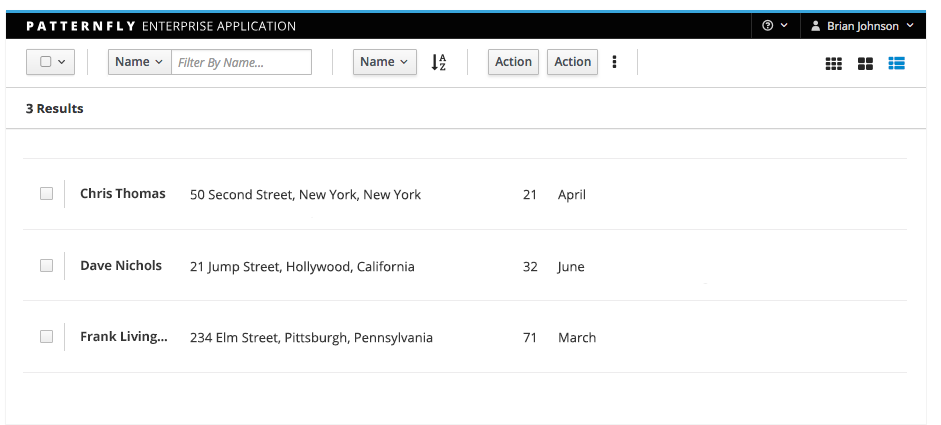 PATTERNFLY ENTERPRISE APPLICATION Brian Johnson
Name Filter By Name... Name Action Action
3 Results
Chris Thomas 50 Second Street, New York, New York 21 April
Dave Nichols 21 Jump Street, Hollywood, California 32 June
Frank Living... 234 Elm Street, Pittsburgh, Pennsylvania 71 March